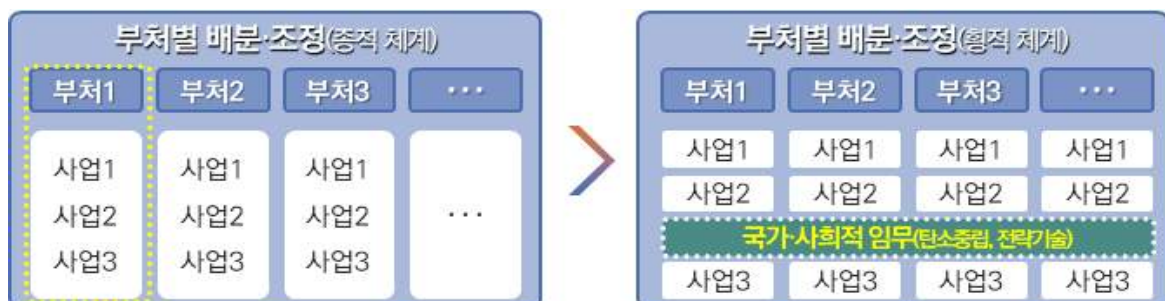 부처별 배분·조정(종적 체계)
부처1 부처2 부처3 ···
사업1 사업1 사업1
사업2 사업2 사업2 ···
사업3 사업3 사업3
부처별 배분·조정(횡적 체계)
부처1 부처2 부처3 ···
사업1 사업1 사업1 사업1
사업2 사업2 사업2 사업2
국가·사회적 임무(탄소중립, 전략기술)
사업3 사업3 사업3 사업3